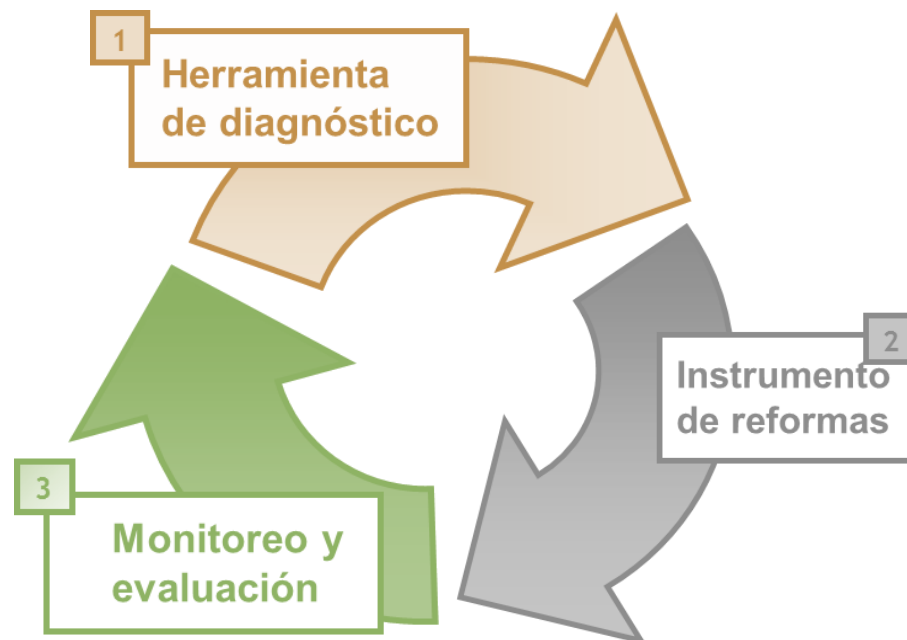 1
Herramienta
de diagnóstico
2
Instrumento
de reformas
3
Monitoreo y
evaluación